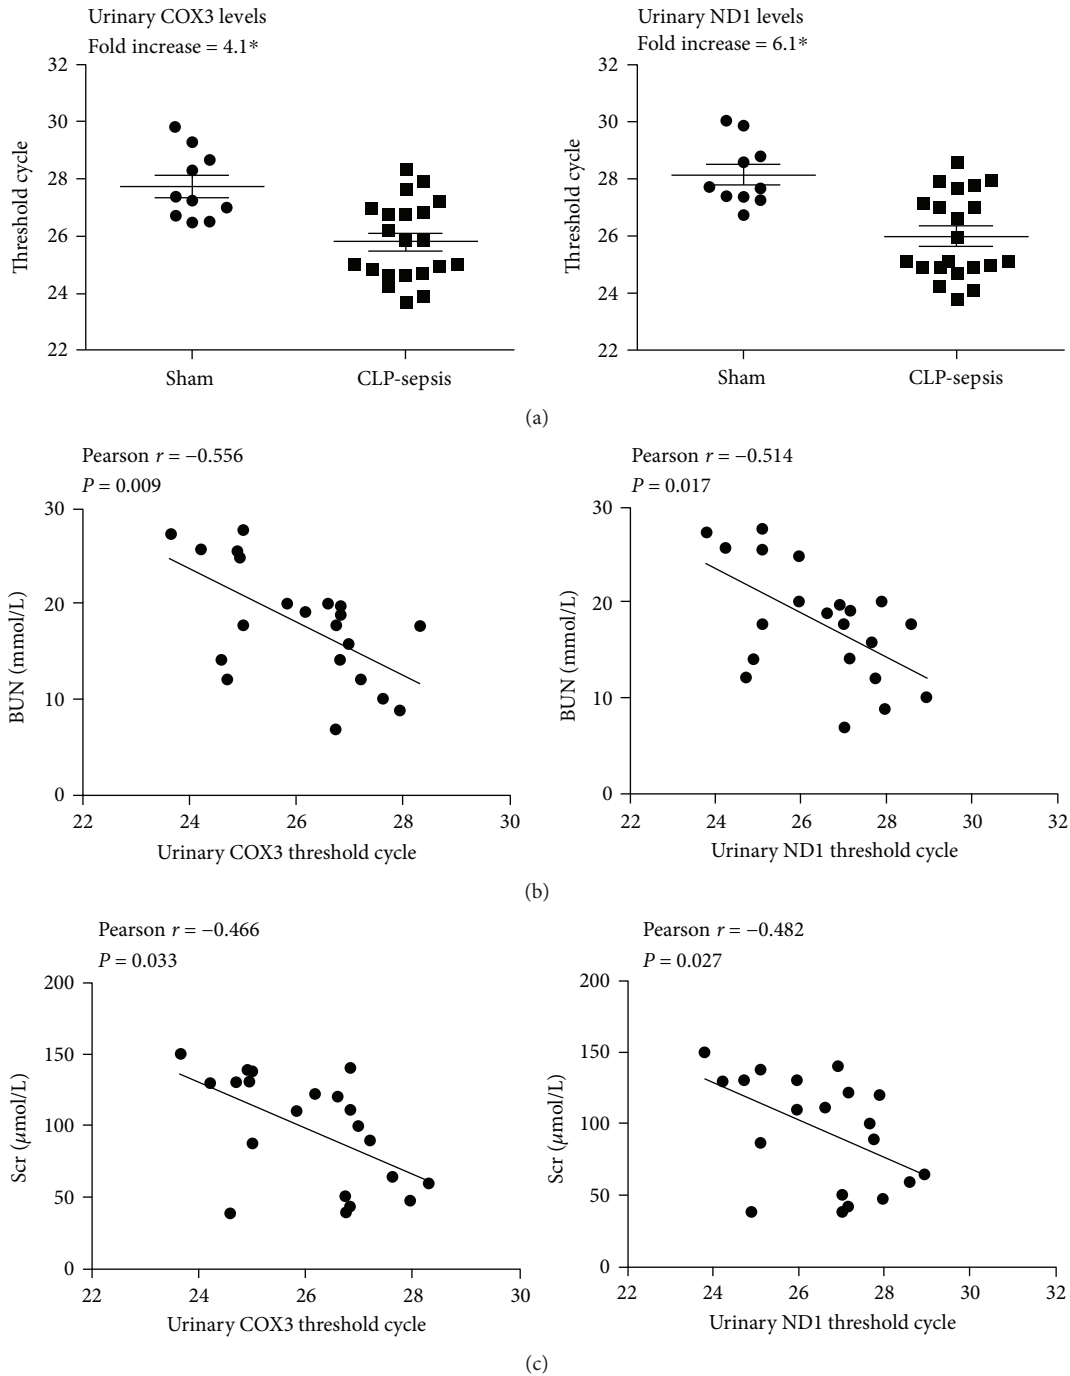 Urinary COX3 levels
Fold increase = 4.1*
32
30
28
26
24
22
Threshold cycle
Sham
CLP-sepsis
Urinary ND1 levels
Fold increase = 6.1*
32
30
28
26
24
22
Threshold cycle
Sham
CLP-sepsis
(a)
Pearson r = −0.556
P = 0.009
30
20
10
0
BUN (mmol/L)
22 24 26 28 30
Urinary COX3 threshold cycle
Pearson r = −0.514
P = 0.017
30
20
10
0
BUN (mmol/L)
22 24 26 28 30 32
Urinary ND1 threshold cycle
(b)
Pearson r = −0.466
P = 0.033
200
150
100
50
0
Scr (μmol/L)
22 24 26 28 30
Urinary COX3 threshold cycle
Pearson r = −0.482
P = 0.027
200
150
100
50
0
Scr (μmol/L)
22 24 26 28 30 32
Urinary ND1 threshold cycle
(c)